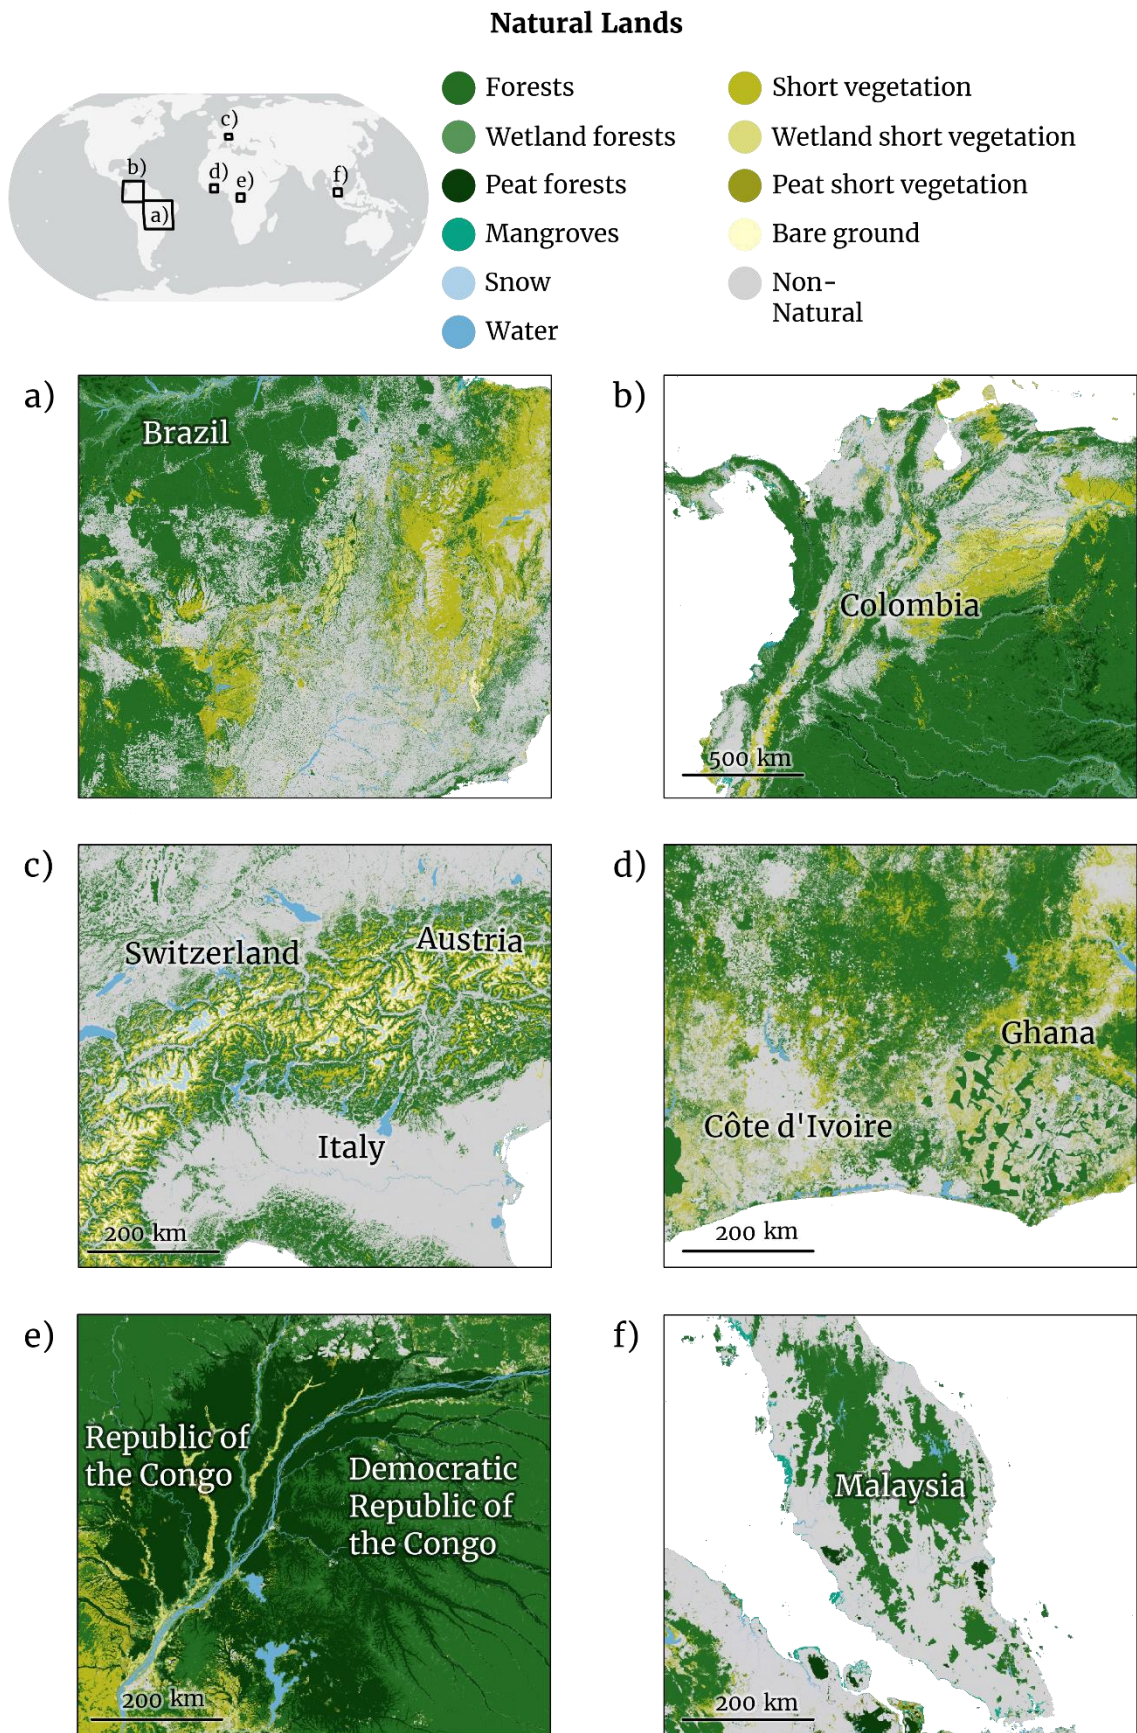 Natural Lands
Forests
Wetland forests
Peat forests
Mangroves
Snow
Water
Short vegetation
Wetland short vegetation
Peat short vegetation
Bare ground
Non-
Natural
c)
b)
d)
e)
f)
a)
a)
Brazil
b)
Colombia
500 km
c)
Switzerland
Austria
Italy
200 km
d)
Ghana
Côte d'Ivoire
200 km
e)
Republic of
the Congo
Democratic
Republic of
the Congo
200 km
f)
Malaysia
200 km